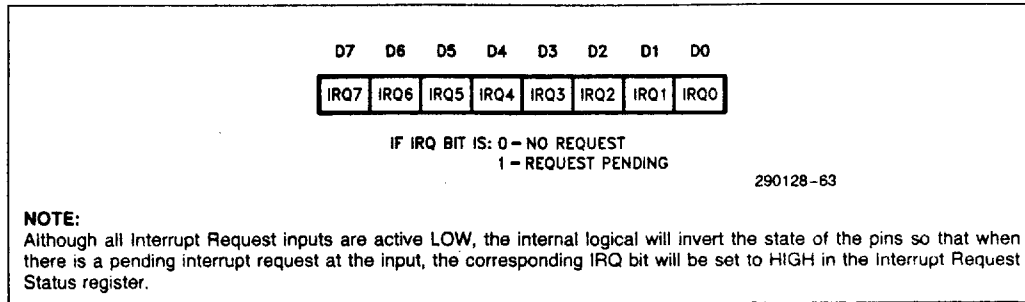 D7 D6 D5 D4 D3 D2 D1 D0
IRQ7 IRQ6 IRQ5 IRQ4 IRQ3 IRQ2 IRQ1 IRQ0
IF IRQ BIT IS: 0 – NO REQUEST
1 – REQUEST PENDING
290128–63
NOTE:
Although all Interrupt Request inputs are active LOW, the internal logical will invert the state of the pins so that when
there is a pending interrupt request at the input, the corresponding IRQ bit will be set to HIGH in the Interrupt Request
Status register.